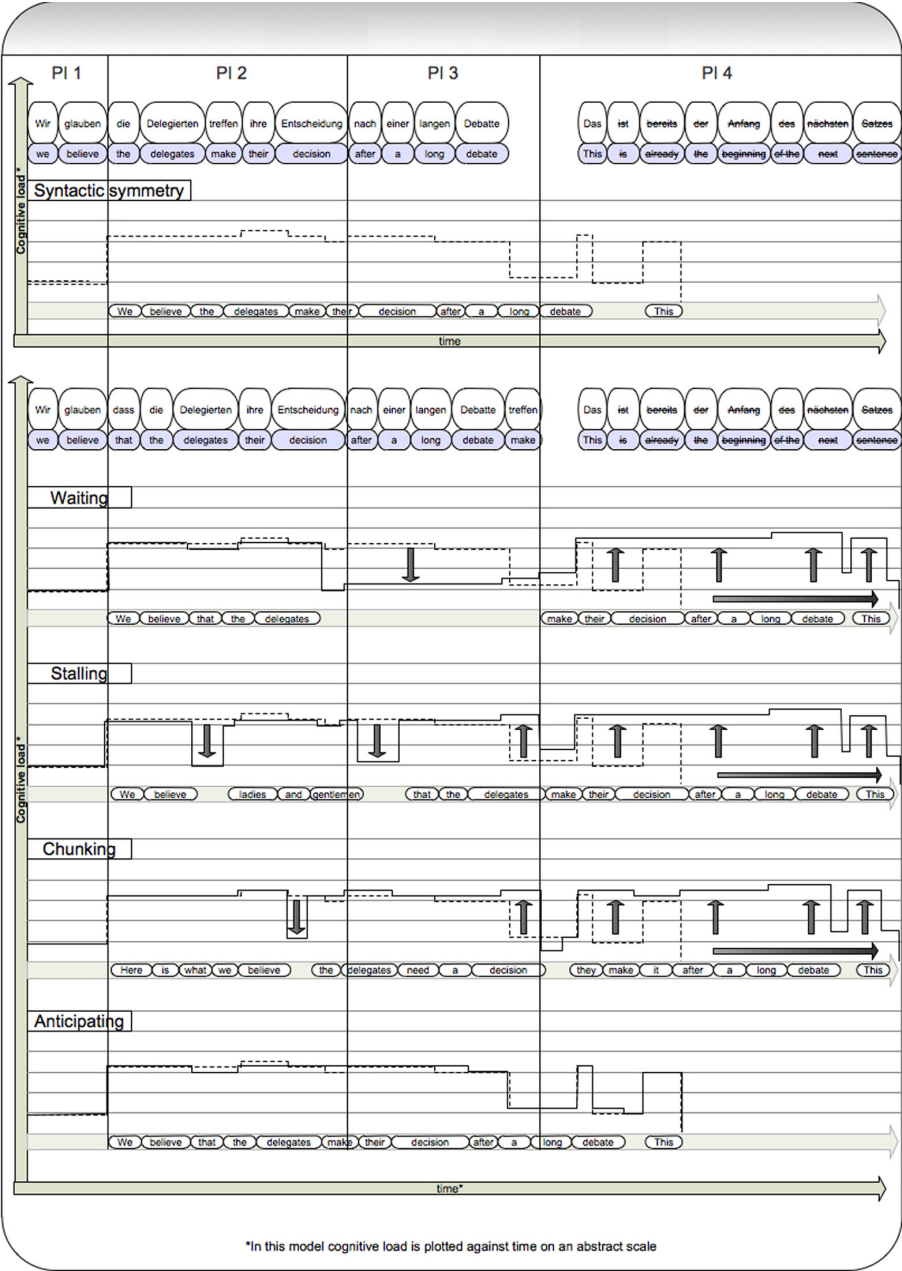 PI 1 PI 2 PI 3 PI 4
Wir glauben die Delegierten treffen ihre Entscheidung nach einer langen Debatte Das ist bereits der Anfang des nächsten Satzes
we believe the delegates make their decision after a long debate This is already the beginning of the next sentence
Cognitive load*
Syntactic symmetry
We believe the delegates make their decision after a long debate This
time
Wir glauben dass die Delegierten ihre Entscheidung nach einer langen Debatte treffen Das ist bereits der Anfang des nächsten Satzes
we believe that the delegates their decision after a long debate make This is already the beginning of the next sentence
Waiting
We believe that the delegates make their decision after a long debate This
Stalling
Cognitive load*
We believe ladies and gentlemen that the delegates make their decision after a long debate This
Chunking
Here is what we believe the delegates need a decision they make it after a long debate This
Anticipating
We believe that the delegates make their decision after a long debate This
time*
*In this model cognitive load is plotted against time on an abstract scale